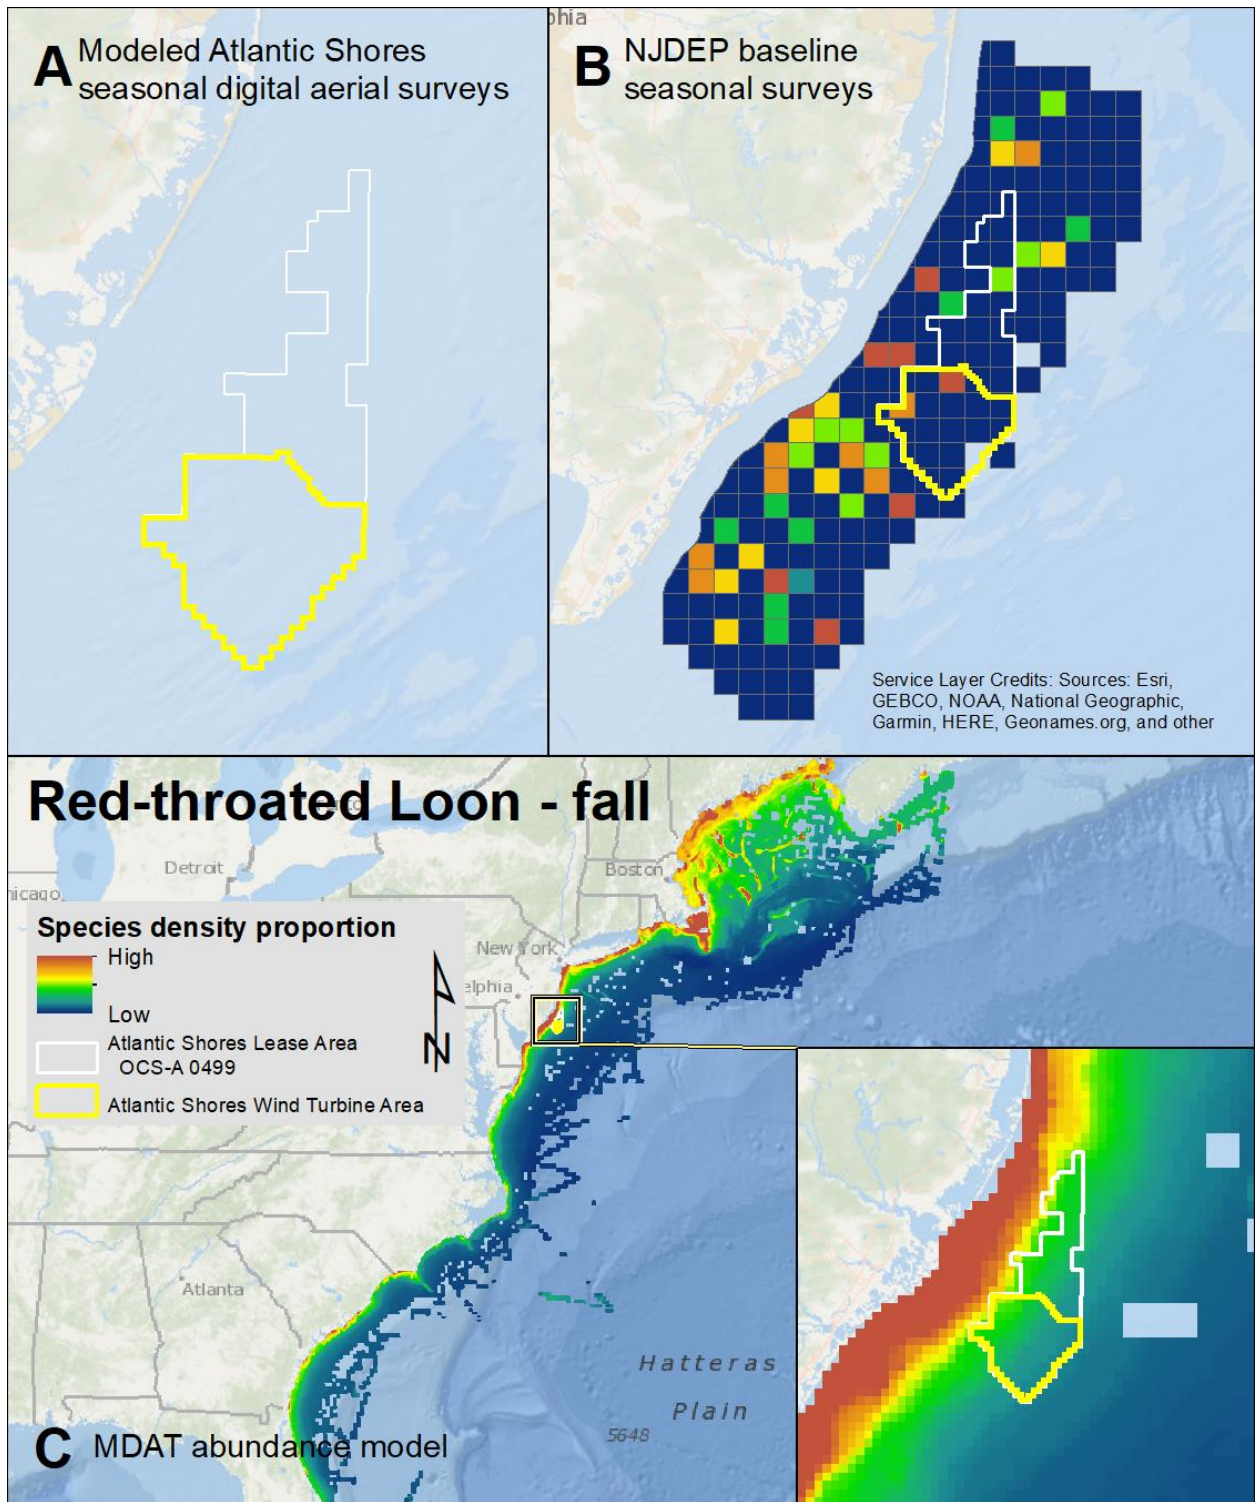 A Modeled Atlantic Shores
seasonal digital aerial surveys
phia
B NJDEP baseline
seasonal surveys
Service Layer Credits: Sources: Esri,
GEBCO, NOAA, National Geographic,
Garmin, HERE, Geonames.org, and other
Red-throated Loon - fall
Detroit
Boston
hicago
Species density proportion
High
Low
New York
elphia
N
Atlantic Shores Lease Area
OCS-A 0499
Atlantic Shores Wind Turbine Area
Atlanta
Hatteras
Plain
5648
C MDAT abundance model